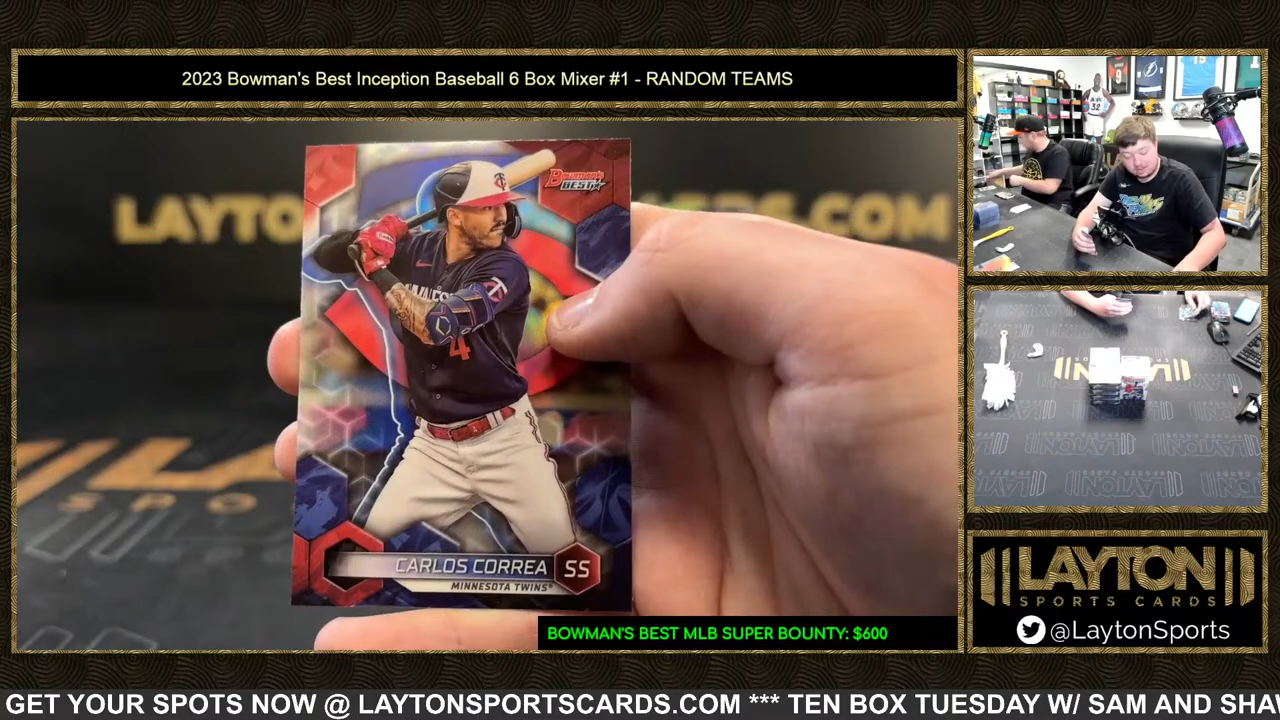 2023 Bowman's Best Inception Baseball 6 Box Mixer #1 - RANDOM TEAMS
Bowman's
BEST
4
CARLOS CORREA
SS
MINNESOTA TWINS
BOWMAN'S BEST MLB SUPER BOUNTY: $600
LAYTON
SPORTS CARDS
@LaytonSports
GET YOUR SPOTS NOW @ LAYTONSPORTSCARDS.COM *** TEN BOX TUESDAY W/ SAM AND SHA